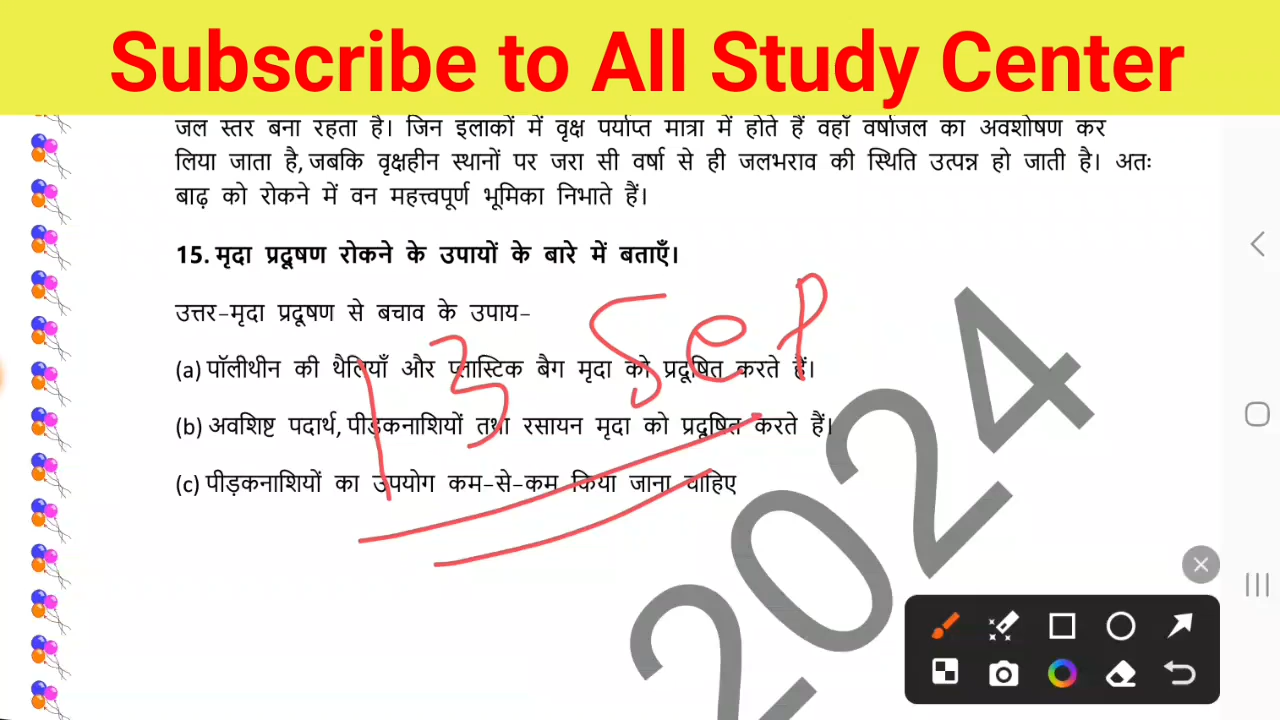 Subscribe to All Study Center
जल स्तर बना रहता है। जिन इलाकों में वृक्ष पर्याप्त मात्रा में होते हैं वहाँ वर्षाजल का अवशोषण कर
लिया जाता है, जबकि वृक्षहीन स्थानों पर जरा सी वर्षा से ही जलभराव की स्थिति उत्पन्न हो जाती है। अतः
बाढ़ को रोकने में वन महत्त्वपूर्ण भूमिका निभाते हैं।
15. मृदा प्रदूषण रोकने के उपायों के बारे में बताएँ।
उत्तर-मृदा प्रदूषण से बचाव के उपाय-
(a) पॉलीथीन की थैलियाँ और प्लास्टिक बैग मृदा को प्रदूषित करते हैं।
(b) अवशिष्ट पदार्थ, पीड़कनाशियों तथा रसायन मृदा को प्रदूषित करते हैं।
(c) पीड़कनाशियों का उपयोग कम-से-कम किया जाना चाहिए
13 Sep
2024